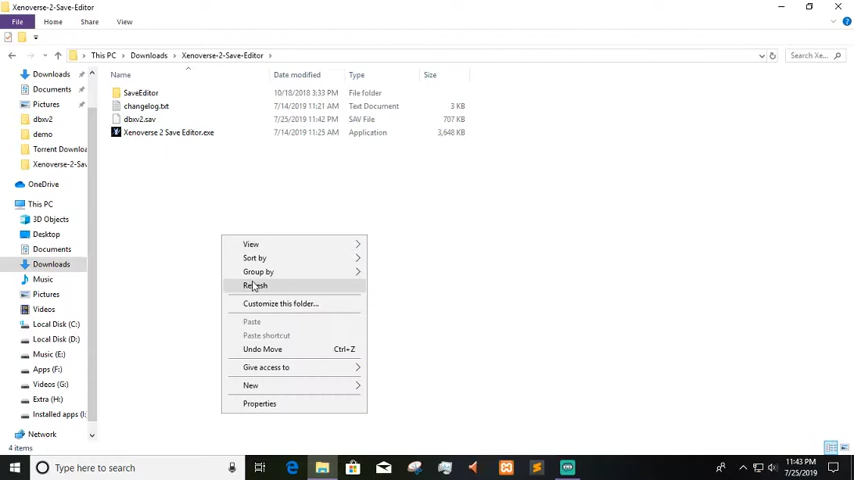 Xenoverse-2-Save-Editor
File Home Share View
This PC Downloads Xenoverse-2-Save-Editor
Search Xe...
Name Date modified Type Size
SaveEditor 10/18/2018 3:33 PM File folder
changelog.txt 7/14/2019 11:21 AM Text Document 3 KB
dbxv2.sav 7/25/2019 11:42 PM SAV File 707 KB
Xenoverse 2 Save Editor.exe 7/14/2019 11:25 AM Application 3,648 KB
Downloads
Documents
Pictures
dbxv2
demo
Torrent Downloa
Xenoverse-2-Sav
OneDrive
This PC
3D Objects
Desktop
Documents
Downloads
Music
Pictures
Videos
Local Disk (C:)
Local Disk (D:)
Music (E:)
Apps (F:)
Videos (G:)
Extra (H:)
Installed apps (I:
Network
View
Sort by
Group by
Refresh
Customize this folder...
Paste
Paste shortcut
Undo Move Ctrl+Z
Give access to
New
Properties
4 items
Type here to search
11:43 PM
7/25/2019